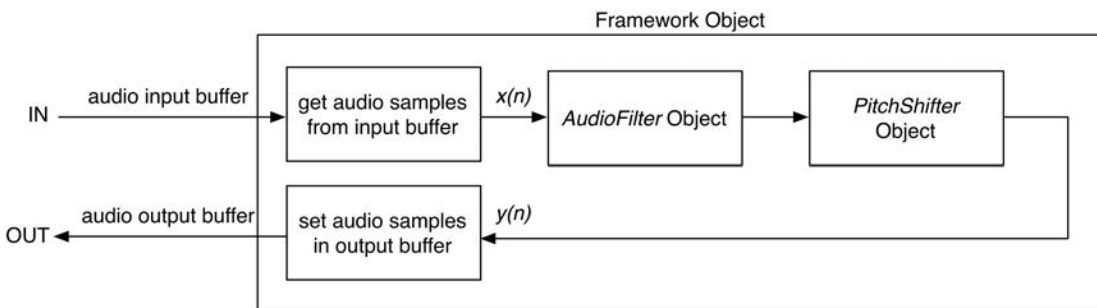 Framework Object
IN
audio input buffer
get audio samples
from input buffer
x(n)
AudioFilter Object
PitchShifter
Object
OUT
audio output buffer
set audio samples
in output buffer
y(n)